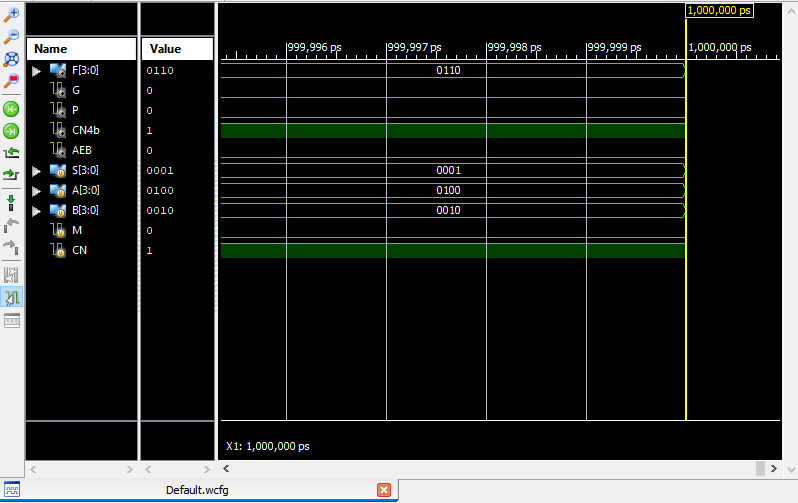 1,000,000 ps
Name Value
999,996 ps 999,997 ps 999,998 ps 999,999 ps 1,000,000 ps
F[3:0] 0110 0110
G 0
P 0
CN4b 1
AEB 0
S[3:0] 0001 0001
A[3:0] 0100 0100
B[3:0] 0010 0010
M 0
CN 1
X1: 1,000,000 ps
Default.wcfg